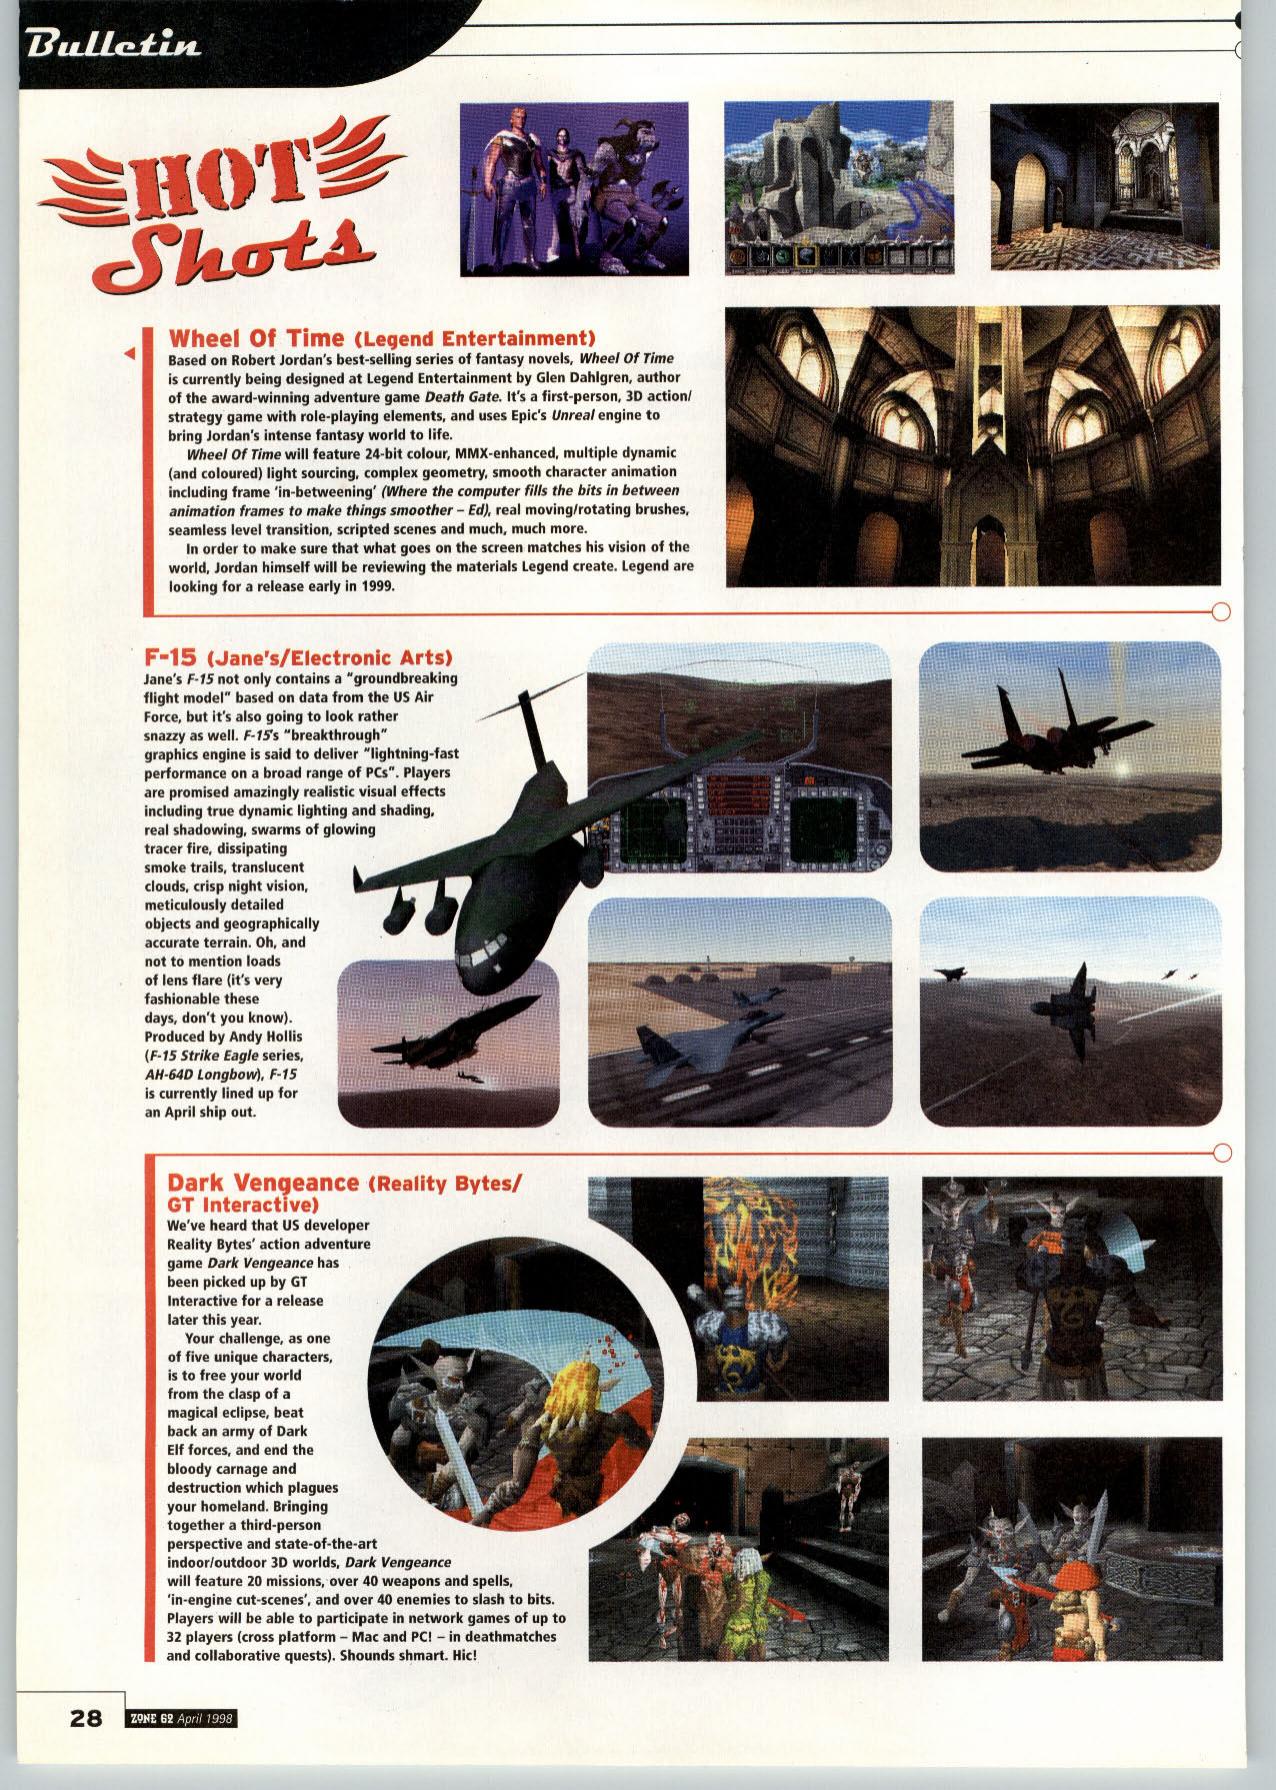 Bulletin
HOT
Shots
Wheel Of Time (Legend Entertainment)
Based on Robert Jordan's best-selling series of fantasy novels, Wheel Of Time
is currently being designed at Legend Entertainment by Glen Dahlgren, author
of the award-winning adventure game Death Gate. It's a first-person, 3D action/
strategy game with role-playing elements, and uses Epic's Unreal engine to
bring Jordan's intense fantasy world to life.
Wheel Of Time will feature 24-bit colour, MMX-enhanced, multiple dynamic
(and coloured) light sourcing, complex geometry, smooth character animation
including frame 'in-betweening' (Where the computer fills the bits in between
animation frames to make things smoother – Ed), real moving/rotating brushes,
seamless level transition, scripted scenes and much, much more.
In order to make sure that what goes on the screen matches his vision of the
world, Jordan himself will be reviewing the materials Legend create. Legend are
looking for a release early in 1999.
F-15 (Jane's/Electronic Arts)
Jane's F-15 not only contains a "groundbreaking
flight model" based on data from the US Air
Force, but it's also going to look rather
snazzy as well. F-15's "breakthrough"
graphics engine is said to deliver "lightning-fast
performance on a broad range of PCs". Players
are promised amazingly realistic visual effects
including true dynamic lighting and shading,
real shadowing, swarms of glowing
tracer fire, dissipating
smoke trails, translucent
clouds, crisp night vision,
meticulously detailed
objects and geographically
accurate terrain. Oh, and
not to mention loads
of lens flare (it's very
fashionable these
days, don't you know).
Produced by Andy Hollis
(F-15 Strike Eagle series,
AH-64D Longbow), F-15
is currently lined up for
an April ship out.
Dark Vengeance (Reality Bytes/
GT Interactive)
We've heard that US developer
Reality Bytes' action adventure
game Dark Vengeance has
been picked up by GT
Interactive for a release
later this year.
Your challenge, as one
of five unique characters,
is to free your world
from the clasp of a
magical eclipse, beat
back an army of Dark
Elf forces, and end the
bloody carnage and
destruction which plagues
your homeland. Bringing
together a third-person
perspective and state-of-the-art
indoor/outdoor 3D worlds, Dark Vengeance
will feature 20 missions, over 40 weapons and spells,
'in-engine cut-scenes', and over 40 enemies to slash to bits.
Players will be able to participate in network games of up to
32 players (cross platform – Mac and PC! – in deathmatches
and collaborative quests). Shounds shmart. Hic!
28 ZONE 62 April 1998